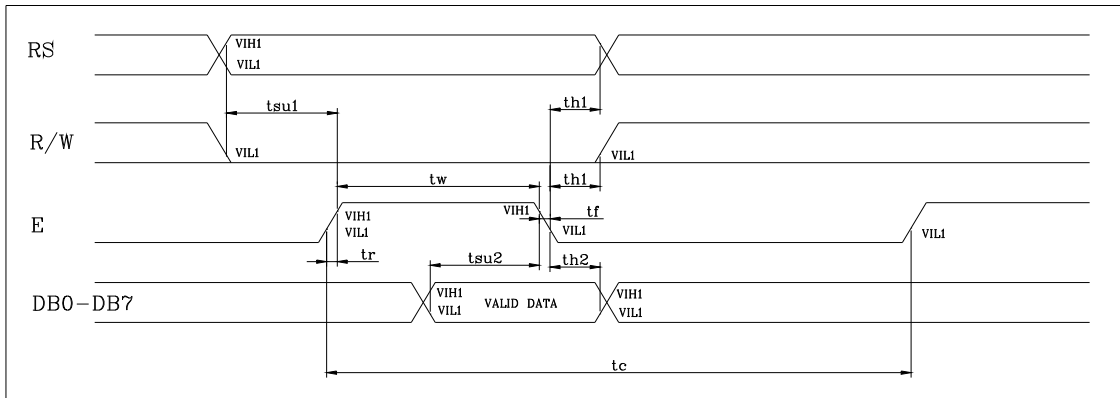 RS
VIH1
VIL1
tsu1
th1
R/W
VIL1
VIL1
tw
th1
E
VIH1
VIL1
VIH1
tf
VIL1
VIL1
tr
tsu2
th2
DB0-DB7
VIH1
VIL1
VALID DATA
VIH1
VIL1
tc